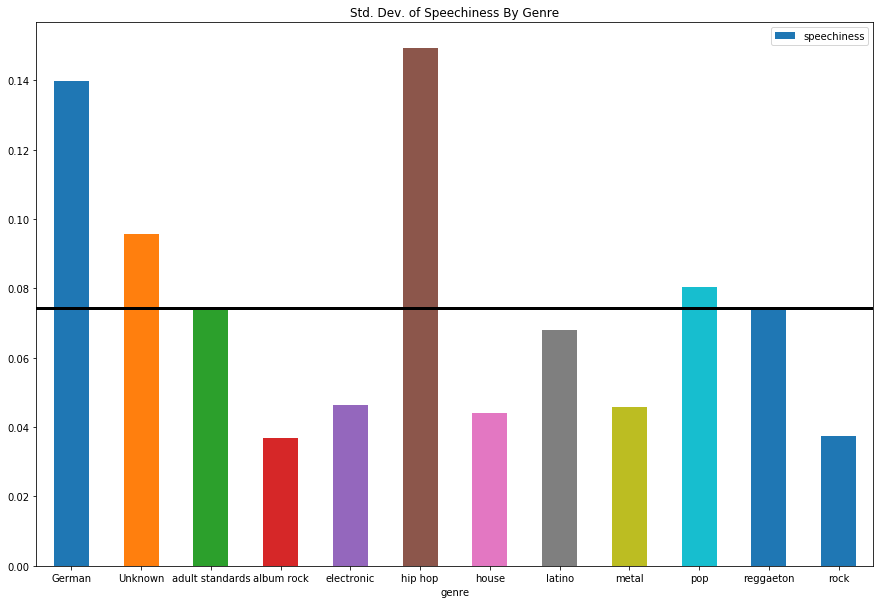 Std. Dev. of Speechiness By Genre
speechiness
0.14
0.12
0.10
0.08
0.06
0.04
0.02
0.00
German Unknown adult standards album rock electronic hip hop house latino metal pop reggaeton rock
genre